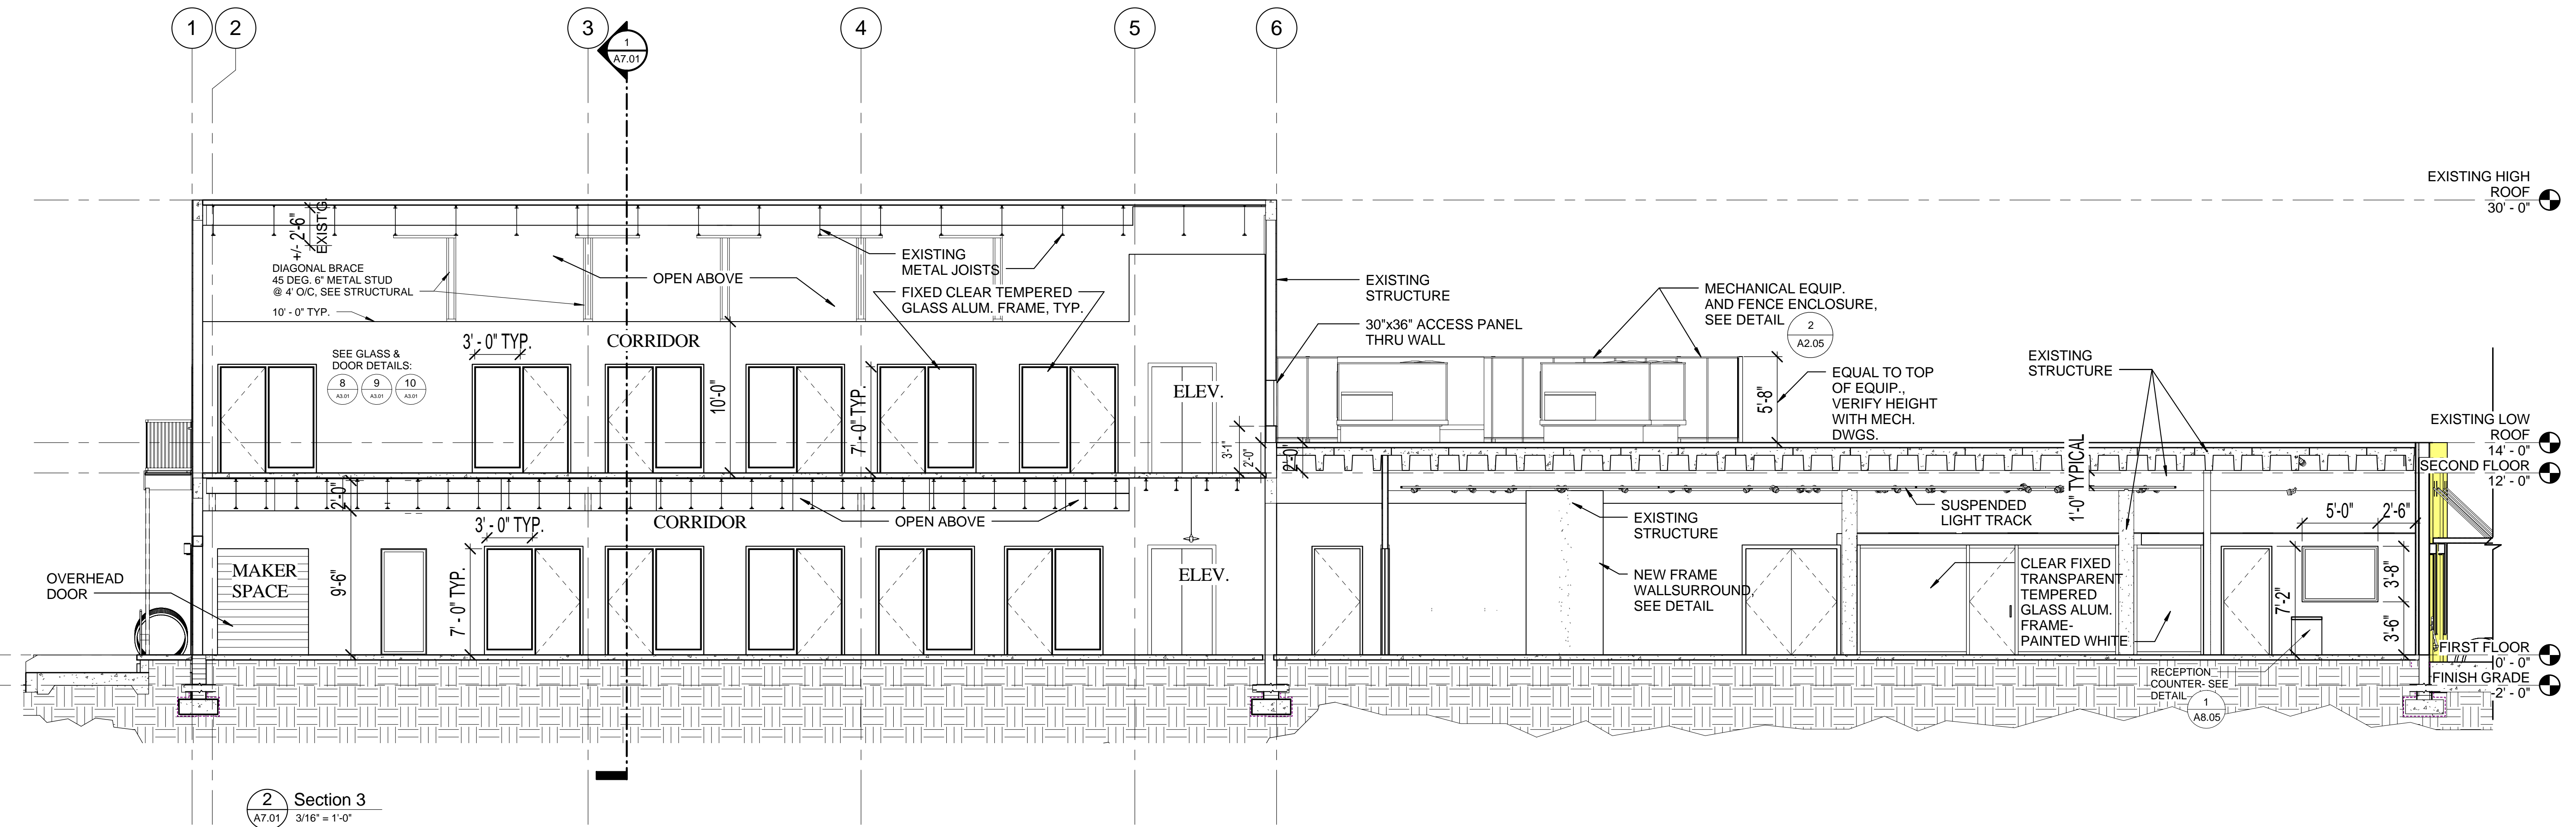 1
2
3
4
5
6
1
A7.01
EXISTING HIGH
ROOF
30' - 0"
+/- 2'-6"
EXIST'G.
DIAGONAL BRACE
45 DEG. 6" METAL STUD
@ 4' O/C, SEE STRUCTURAL
10' - 0" TYP.
OPEN ABOVE
EXISTING
METAL JOISTS
FIXED CLEAR TEMPERED
GLASS ALUM. FRAME, TYP.
EXISTING
STRUCTURE
30"x36" ACCESS PANEL
THRU WALL
MECHANICAL EQUIP.
AND FENCE ENCLOSURE,
SEE DETAIL
2
A2.05
SEE GLASS &
DOOR DETAILS:
8
A3.01
9
A3.01
10
A3.01
3' - 0" TYP.
CORRIDOR
10'-0"
7' - 0" TYP.
ELEV.
3'-1"
2'-0"
2'-0"
5'-8"
EQUAL TO TOP
OF EQUIP.,
VERIFY HEIGHT
WITH MECH.
DWGS.
EXISTING
STRUCTURE
EXISTING LOW
ROOF
14' - 0"
SECOND FLOOR
12' - 0"
2'-0"
3' - 0" TYP.
CORRIDOR
OPEN ABOVE
EXISTING
STRUCTURE
SUSPENDED
LIGHT TRACK
1'-0" TYPICAL
5'-0"
2'-6"
OVERHEAD
DOOR
MAKER
SPACE
9'-6"
7' - 0" TYP.
ELEV.
NEW FRAME
WALLSURROUND,
SEE DETAIL
CLEAR FIXED
TRANSPARENT
TEMPERED
GLASS ALUM.
FRAME-
PAINTED WHITE
7'-2"
3'-8"
3'-6"
FIRST FLOOR
0' - 0"
FINISH GRADE
-2' - 0"
RECEPTION
COUNTER- SEE
DETAIL
1
A8.05
2
A7.01
Section 3
3/16" = 1'-0"